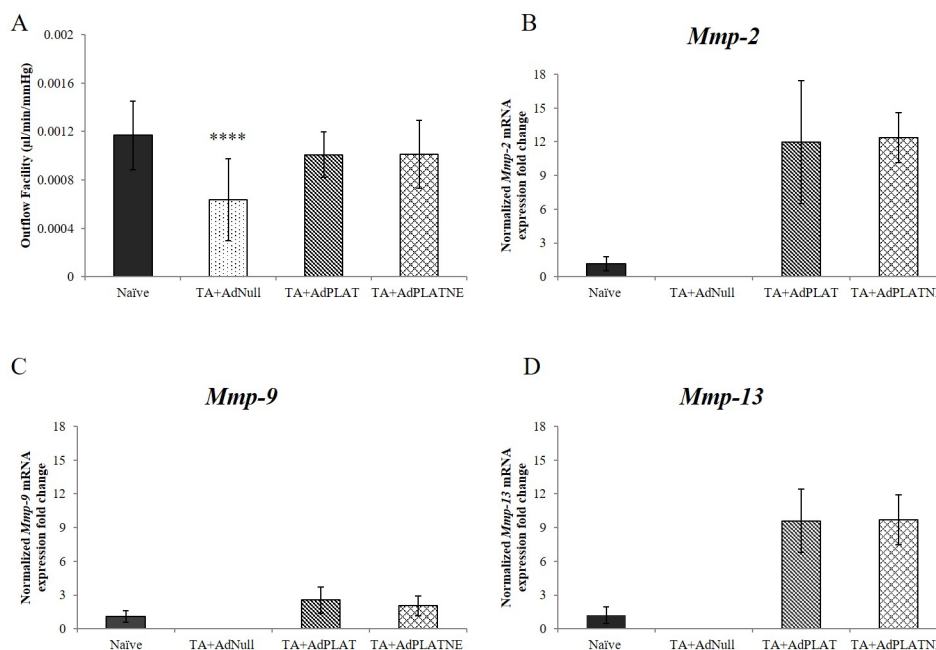 A
0.002
0.0016
0.0012
0.0008
0.0004
0
Outflow Facility (µl/min/mmHg)
****
Naïve TA+AdNull TA+AdPLAT TA+AdPLATNE
B
Mmp-2
18
15
12
9
6
3
0
Normalized Mmp-2 mRNA
expression fold change
Naïve TA+AdNull TA+AdPLAT TA+AdPLATNE
C
Mmp-9
18
15
12
9
6
3
0
Normalized Mmp-9 mRNA
expression fold change
Naïve TA+AdNull TA+AdPLAT TA+AdPLATNE
D
Mmp-13
18
15
12
9
6
3
0
Normalized Mmp-13 mRNA
expression fold change
Naïve TA+AdNull TA+AdPLAT TA+AdPLATNE